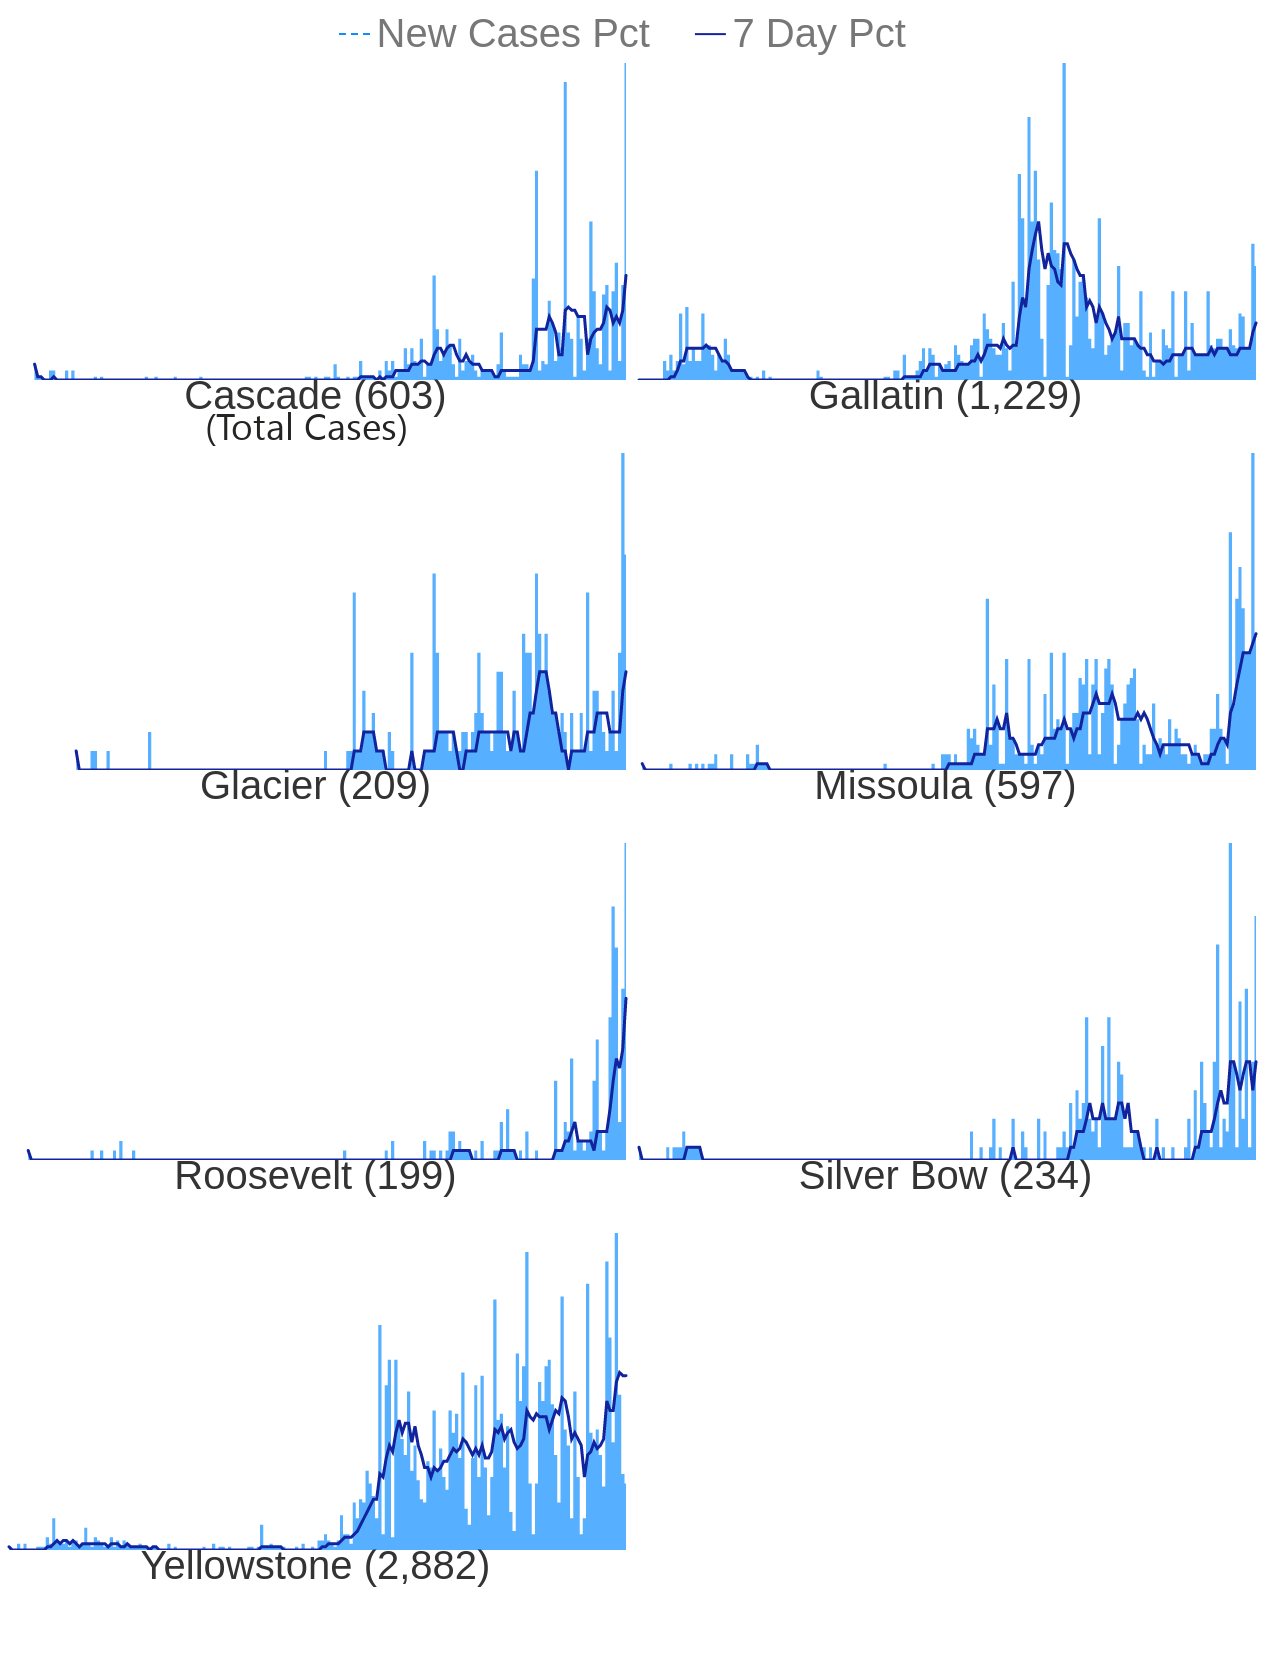 New Cases Pct 7 Day Pct
Cascade (603) Gallatin (1,229)
(Total Cases)
Glacier (209) Missoula (597)
Roosevelt (199) Silver Bow (234)
Yellowstone (2,882)